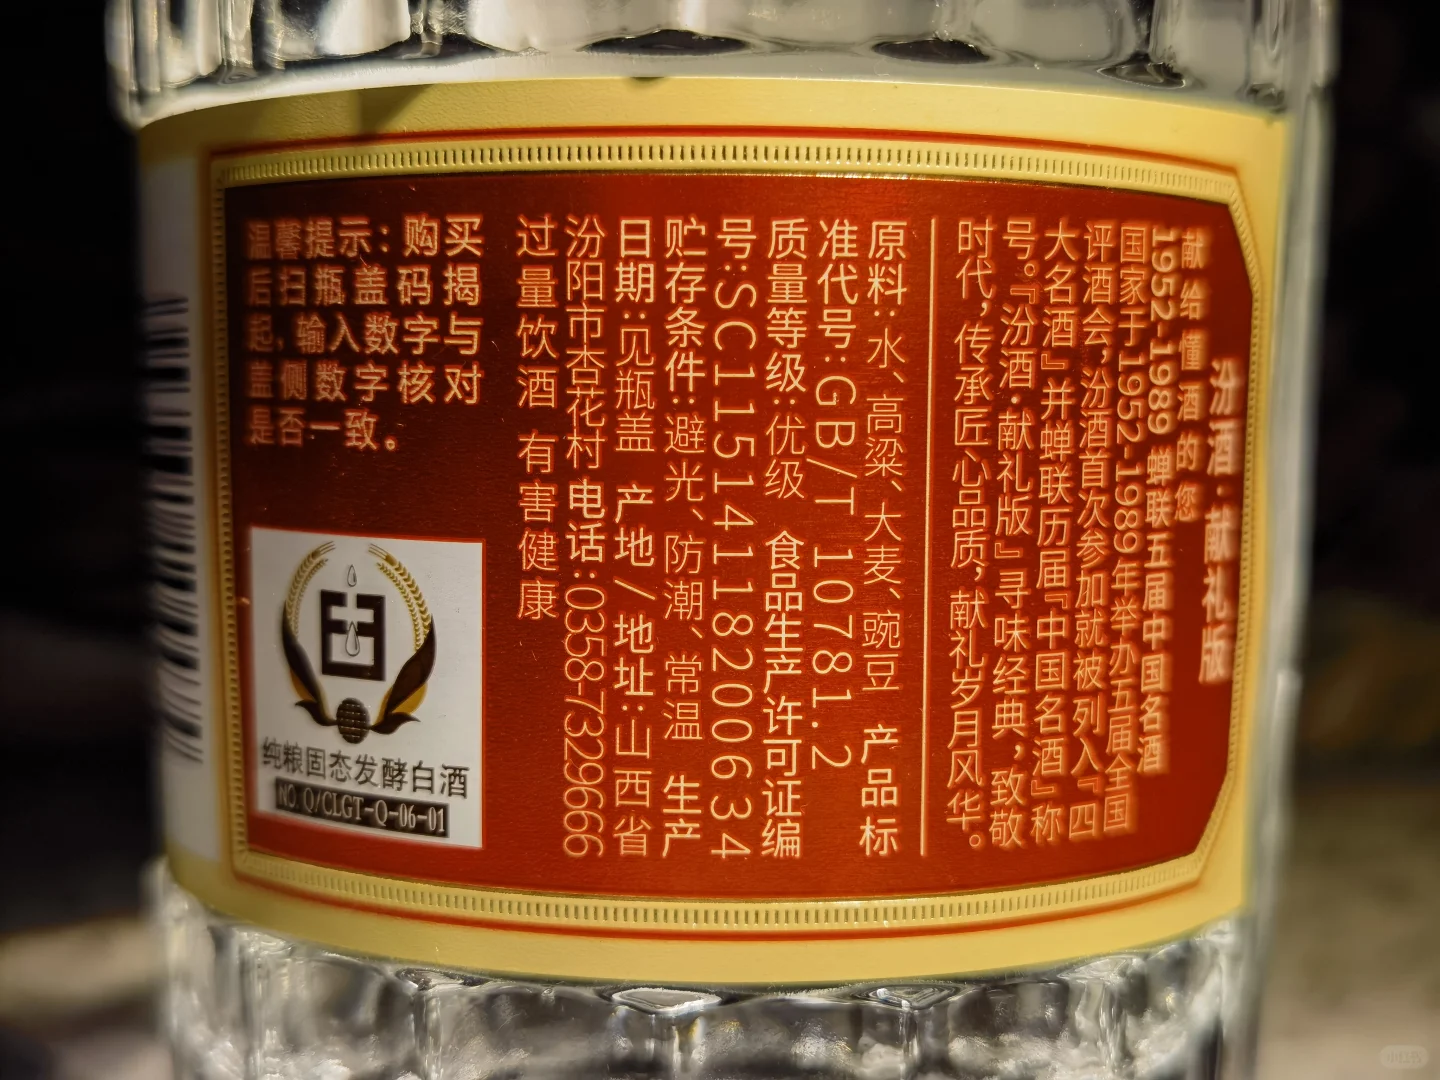 汾酒·献礼版
献给懂酒的您
1952-1989 蝉联五届中国名酒
国家于1952-1989年举办五届全国
评酒会，汾酒首次参加就被列入『四
大名酒』并蝉联历届『中国名酒』称
号。『汾酒·献礼版』寻味经典，致敬
时代，传承匠心品质，献礼岁月风华。
原料：水、高粱、大麦、豌豆 产品标
准代号：GB/T 10781.2
质量等级：优级 食品生产许可证编
号：SC11514118200634
贮存条件：避光、防潮、常温 生产
日期：见瓶盖 产地/地址：山西省
汾阳市杏花村 电话：0358-7329666
过量饮酒 有害健康
温馨提示：购买
后扫瓶盖码揭
起，输入数字与
盖侧数字核对
是否一致。
纯粮固态发酵白酒
NO.Q/CLGT-Q-06-01
小红书